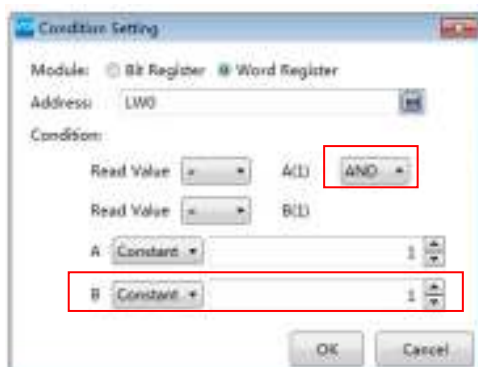 Condition Setting
Module: Bit Register Word Register
Address: LW0
Condition:
Read Value = A(1) AND
Read Value = B(1)
A Constant 1
B Constant 1
OK Cancel